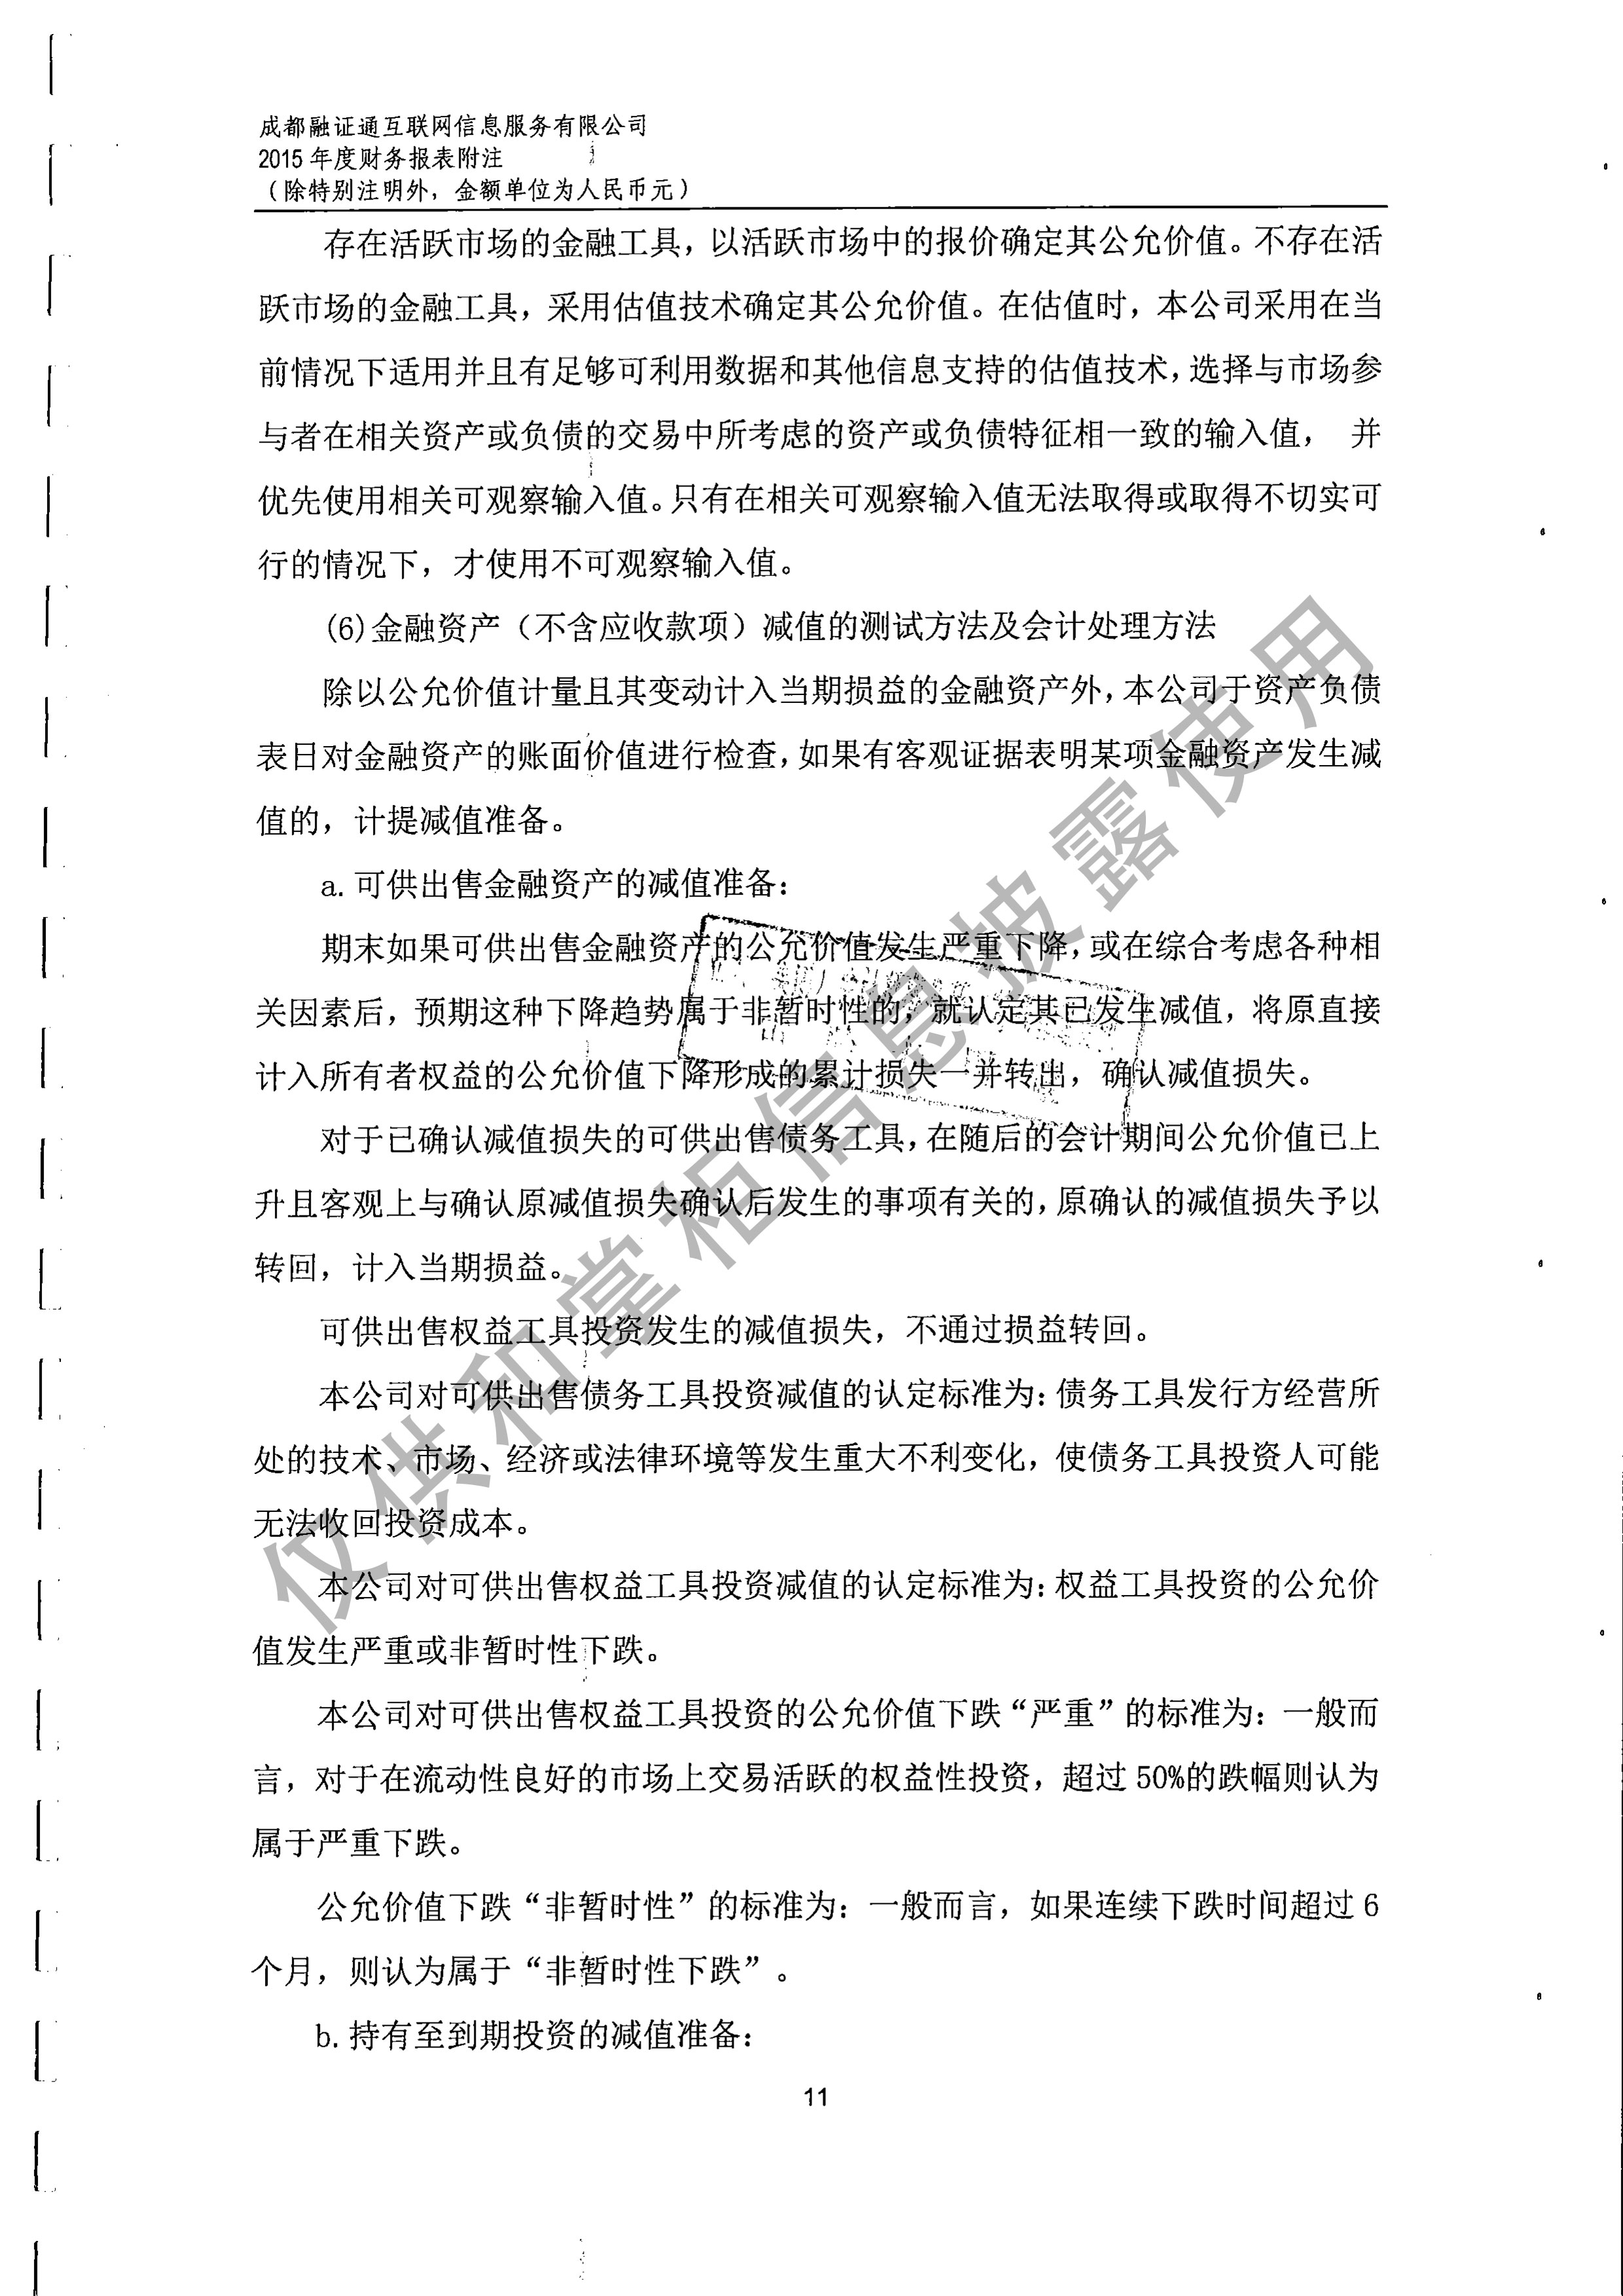 成都融证通互联网信息服务有限公司
2015 年度财务报表附注
（除特别注明外，金额单位为人民币元）
存在活跃市场的金融工具，以活跃市场中的报价确定其公允价值。不存在活
跃市场的金融工具，采用估值技术确定其公允价值。在估值时，本公司采用在当
前情况下适用并且有足够可利用数据和其他信息支持的估值技术，选择与市场参
与者在相关资产或负债的交易中所考虑的资产或负债特征相一致的输入值， 并
优先使用相关可观察输入值。只有在相关可观察输入值无法取得或取得不切实可
行的情况下，才使用不可观察输入值。
(6)金融资产（不含应收款项）减值的测试方法及会计处理方法
除以公允价值计量且其变动计入当期损益的金融资产外，本公司于资产负债
表日对金融资产的账面价值进行检查，如果有客观证据表明某项金融资产发生减
值的，计提减值准备。
a.可供出售金融资产的减值准备：
期末如果可供出售金融资产的公允价值发生严重下降，或在综合考虑各种相
关因素后，预期这种下降趋势属于非暂时性的，就认定其已发生减值，将原直接
计入所有者权益的公允价值下降形成的累计损失一并转出，确认减值损失。
对于已确认减值损失的可供出售债务工具，在随后的会计期间公允价值已上
升且客观上与确认原减值损失确认后发生的事项有关的，原确认的减值损失予以
转回，计入当期损益。
可供出售权益工具投资发生的减值损失，不通过损益转回。
本公司对可供出售债务工具投资减值的认定标准为：债务工具发行方经营所
处的技术、市场、经济或法律环境等发生重大不利变化，使债务工具投资人可能
无法收回投资成本。
本公司对可供出售权益工具投资减值的认定标准为：权益工具投资的公允价
值发生严重或非暂时性下跌。
本公司对可供出售权益工具投资的公允价值下跌“严重”的标准为：一般而
言，对于在流动性良好的市场上交易活跃的权益性投资，超过 50%的跌幅则认为
属于严重下跌。
公允价值下跌“非暂时性”的标准为：一般而言，如果连续下跌时间超过 6
个月，则认为属于“非暂时性下跌”。
b.持有至到期投资的减值准备：
11
仅供和掌柜信息披露使用